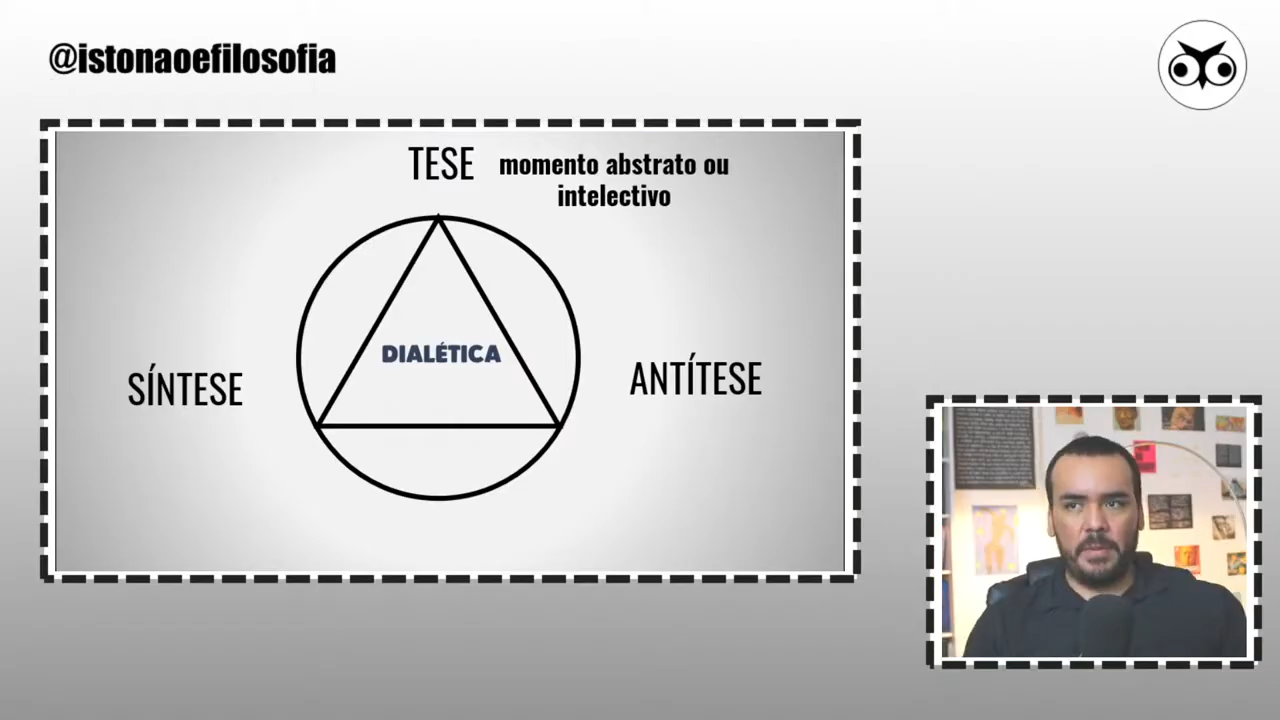 @istonaoefilosofia
TESE
momento abstrato ou
intelectivo
DIALÉTICA
SÍNTESE
ANTÍTESE